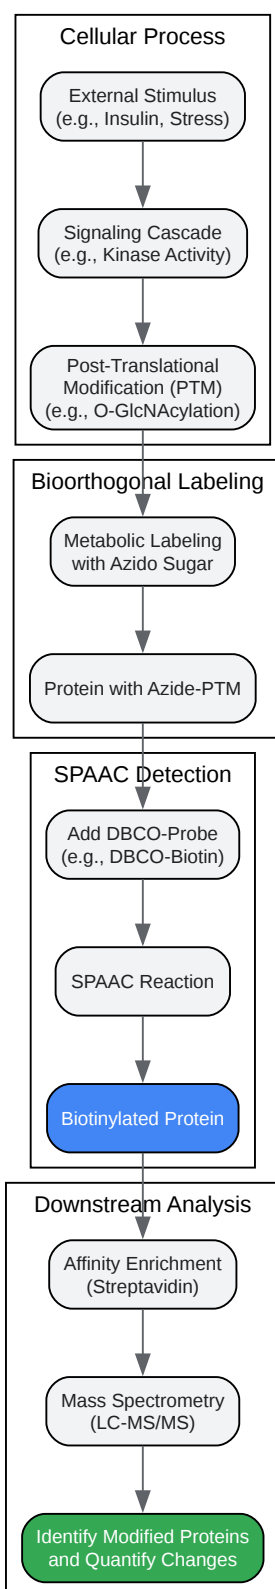 Cellular Process
External Stimulus
(e.g., Insulin, Stress)
Signaling Cascade
(e.g., Kinase Activity)
Post-Translational
Modification (PTM)
(e.g., O-GlcNAcylation)
Bioorthogonal Labeling
Metabolic Labeling
with Azido Sugar
Protein with Azide-PTM
SPAAC Detection
Add DBCO-Probe
(e.g., DBCO-Biotin)
SPAAC Reaction
Biotinylated Protein
Downstream Analysis
Affinity Enrichment
(Streptavidin)
Mass Spectrometry
(LC-MS/MS)
Identify Modified Proteins
and Quantify Changes